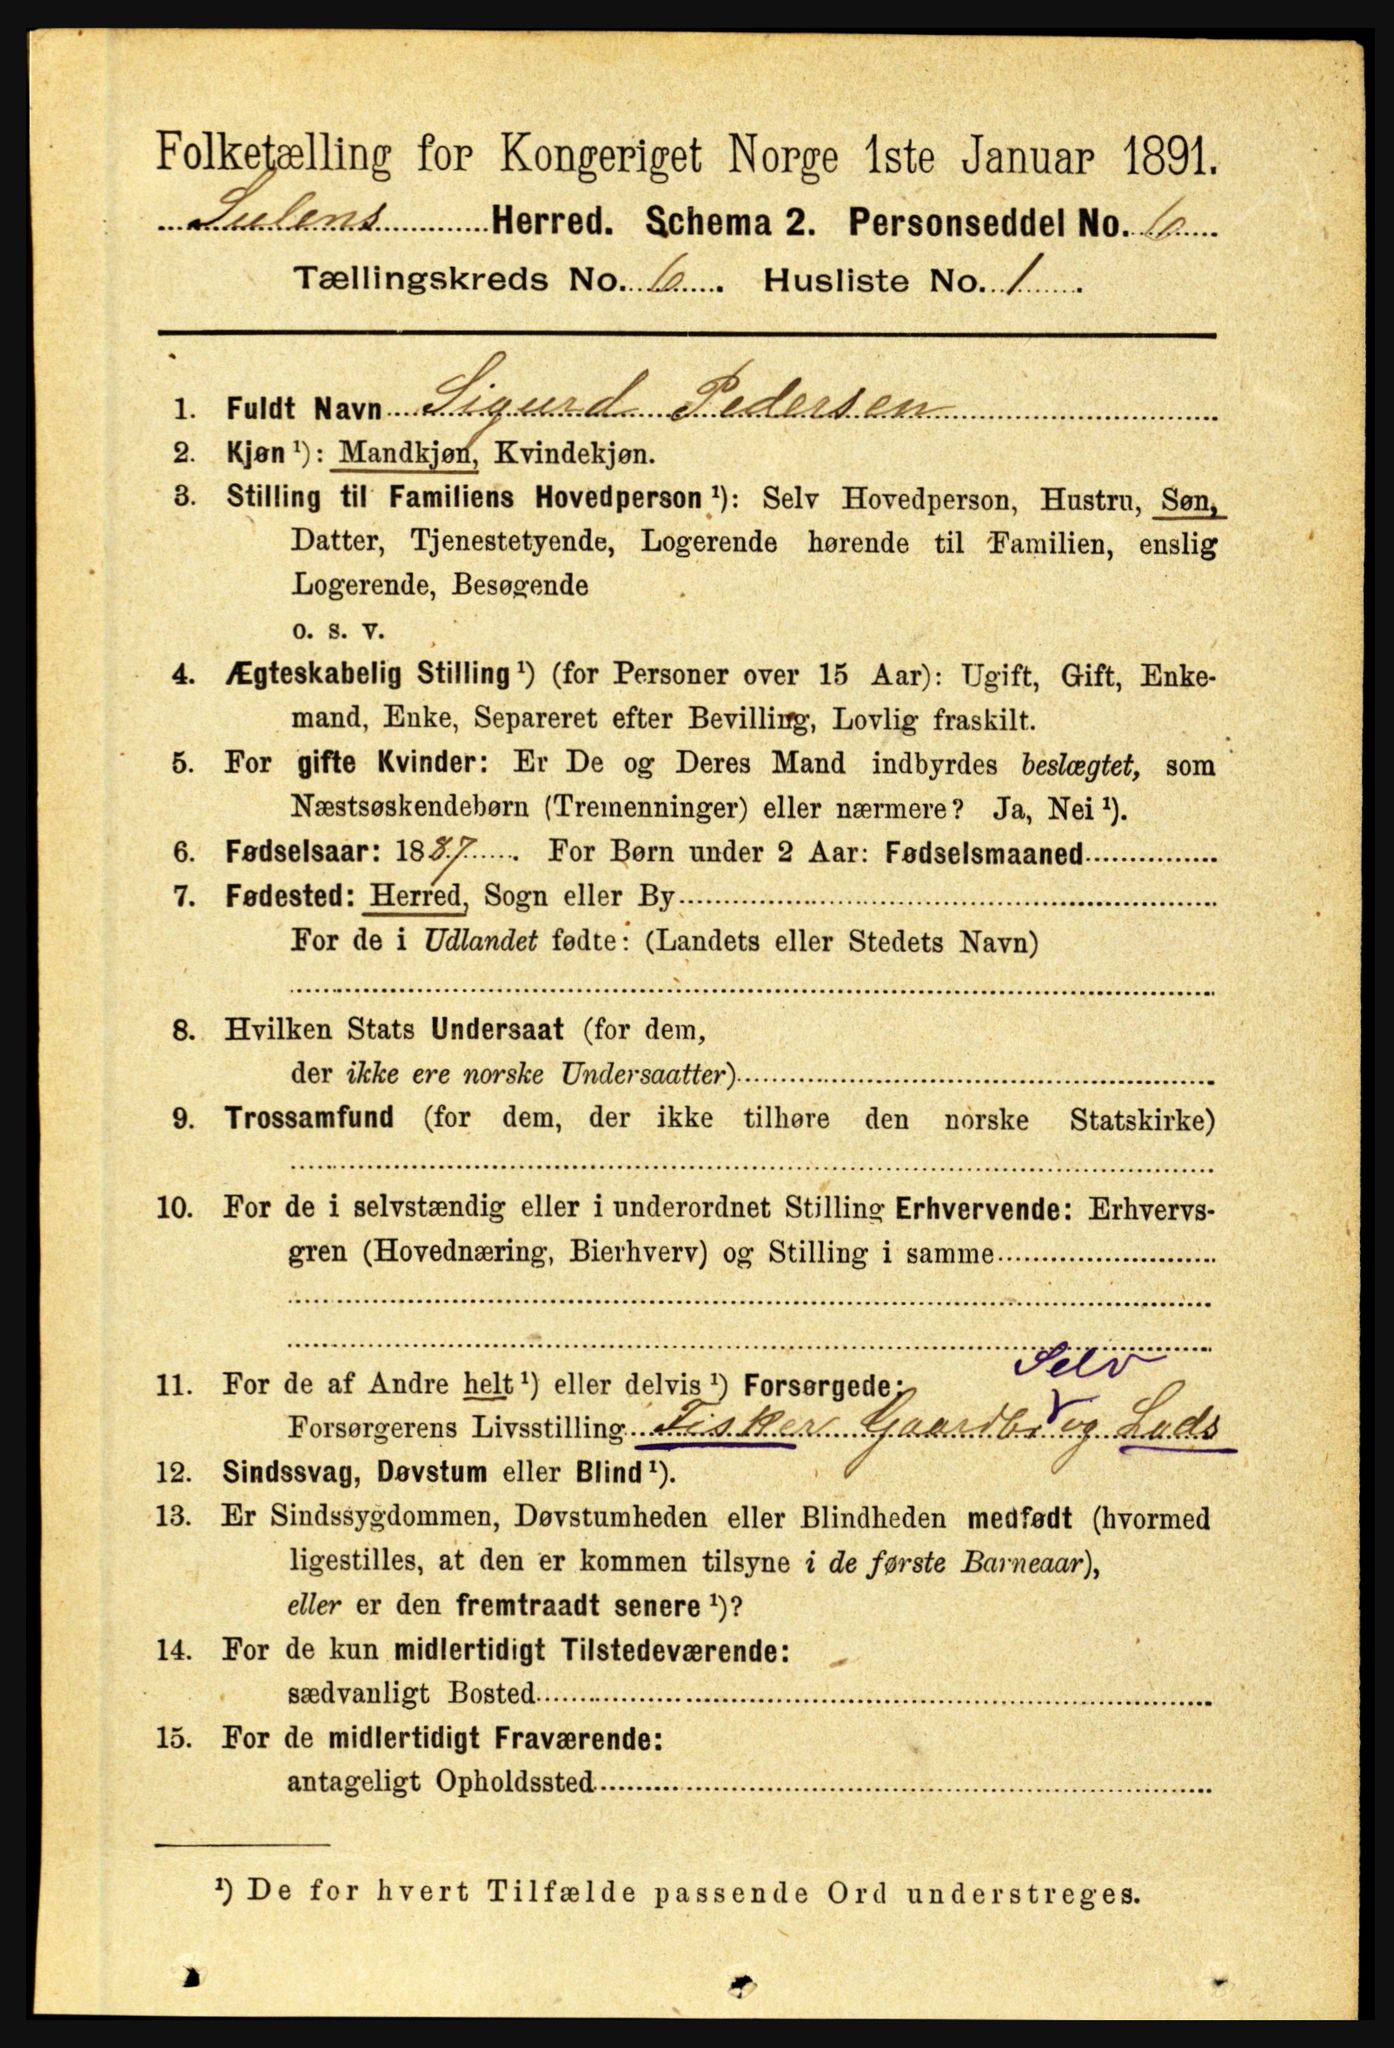 Folketælling for Kongeriget Norge 1ste Januar 1891.
Sulens Herred. Schema 2. Personseddel No. 6
Tællingskreds No. 6. Husliste No. 1.
1. Fuldt Navn Sigurd Pedersen
2. Kjøn ¹): Mandkjøn, Kvindekjøn.
3. Stilling til Familiens Hovedperson ¹): Selv Hovedperson, Hustru, Søn,
Datter, Tjenestetyende, Logerende hørende til Familien, enslig
Logerende, Besøgende
o. s. v.
4. Ægteskabelig Stilling ¹) (for Personer over 15 Aar): Ugift, Gift, Enke-
mand, Enke, Separeret efter Bevilling, Lovlig fraskilt.
5. For gifte Kvinder: Er De og Deres Mand indbyrdes beslægtet, som
Næstsøskendebørn (Tremenninger) eller nærmere? Ja, Nei ¹).
6. Fødselsaar: 1887. For Børn under 2 Aar: Fødselsmaaned
7. Fødested: Herred, Sogn eller By
For de i Udlandet fødte: (Landets eller Stedets Navn)
8. Hvilken Stats Undersaat (for dem,
der ikke ere norske Undersaatter)
9. Trossamfund (for dem, der ikke tilhøre den norske Statskirke)
10. For de i selvstændig eller i underordnet Stilling Erhvervende: Erhvervs-
gren (Hovednæring, Bierhverv) og Stilling i samme
Selv
11. For de af Andre helt ¹) eller delvis ¹) Forsørgede:
Forsørgerens Livsstilling Fisker Gaardbr og Lods
12. Sindssvag, Døvstum eller Blind ¹).
13. Er Sindssygdommen, Døvstumheden eller Blindheden medfødt (hvormed
ligestilles, at den er kommen tilsyne i de første Barneaar),
eller er den fremtraadt senere ¹)?
14. For de kun midlertidigt Tilstedeværende:
sædvanligt Bosted
15. For de midlertidigt Fraværende:
antageligt Opholdssted
¹) De for hvert Tilfælde passende Ord understreges.